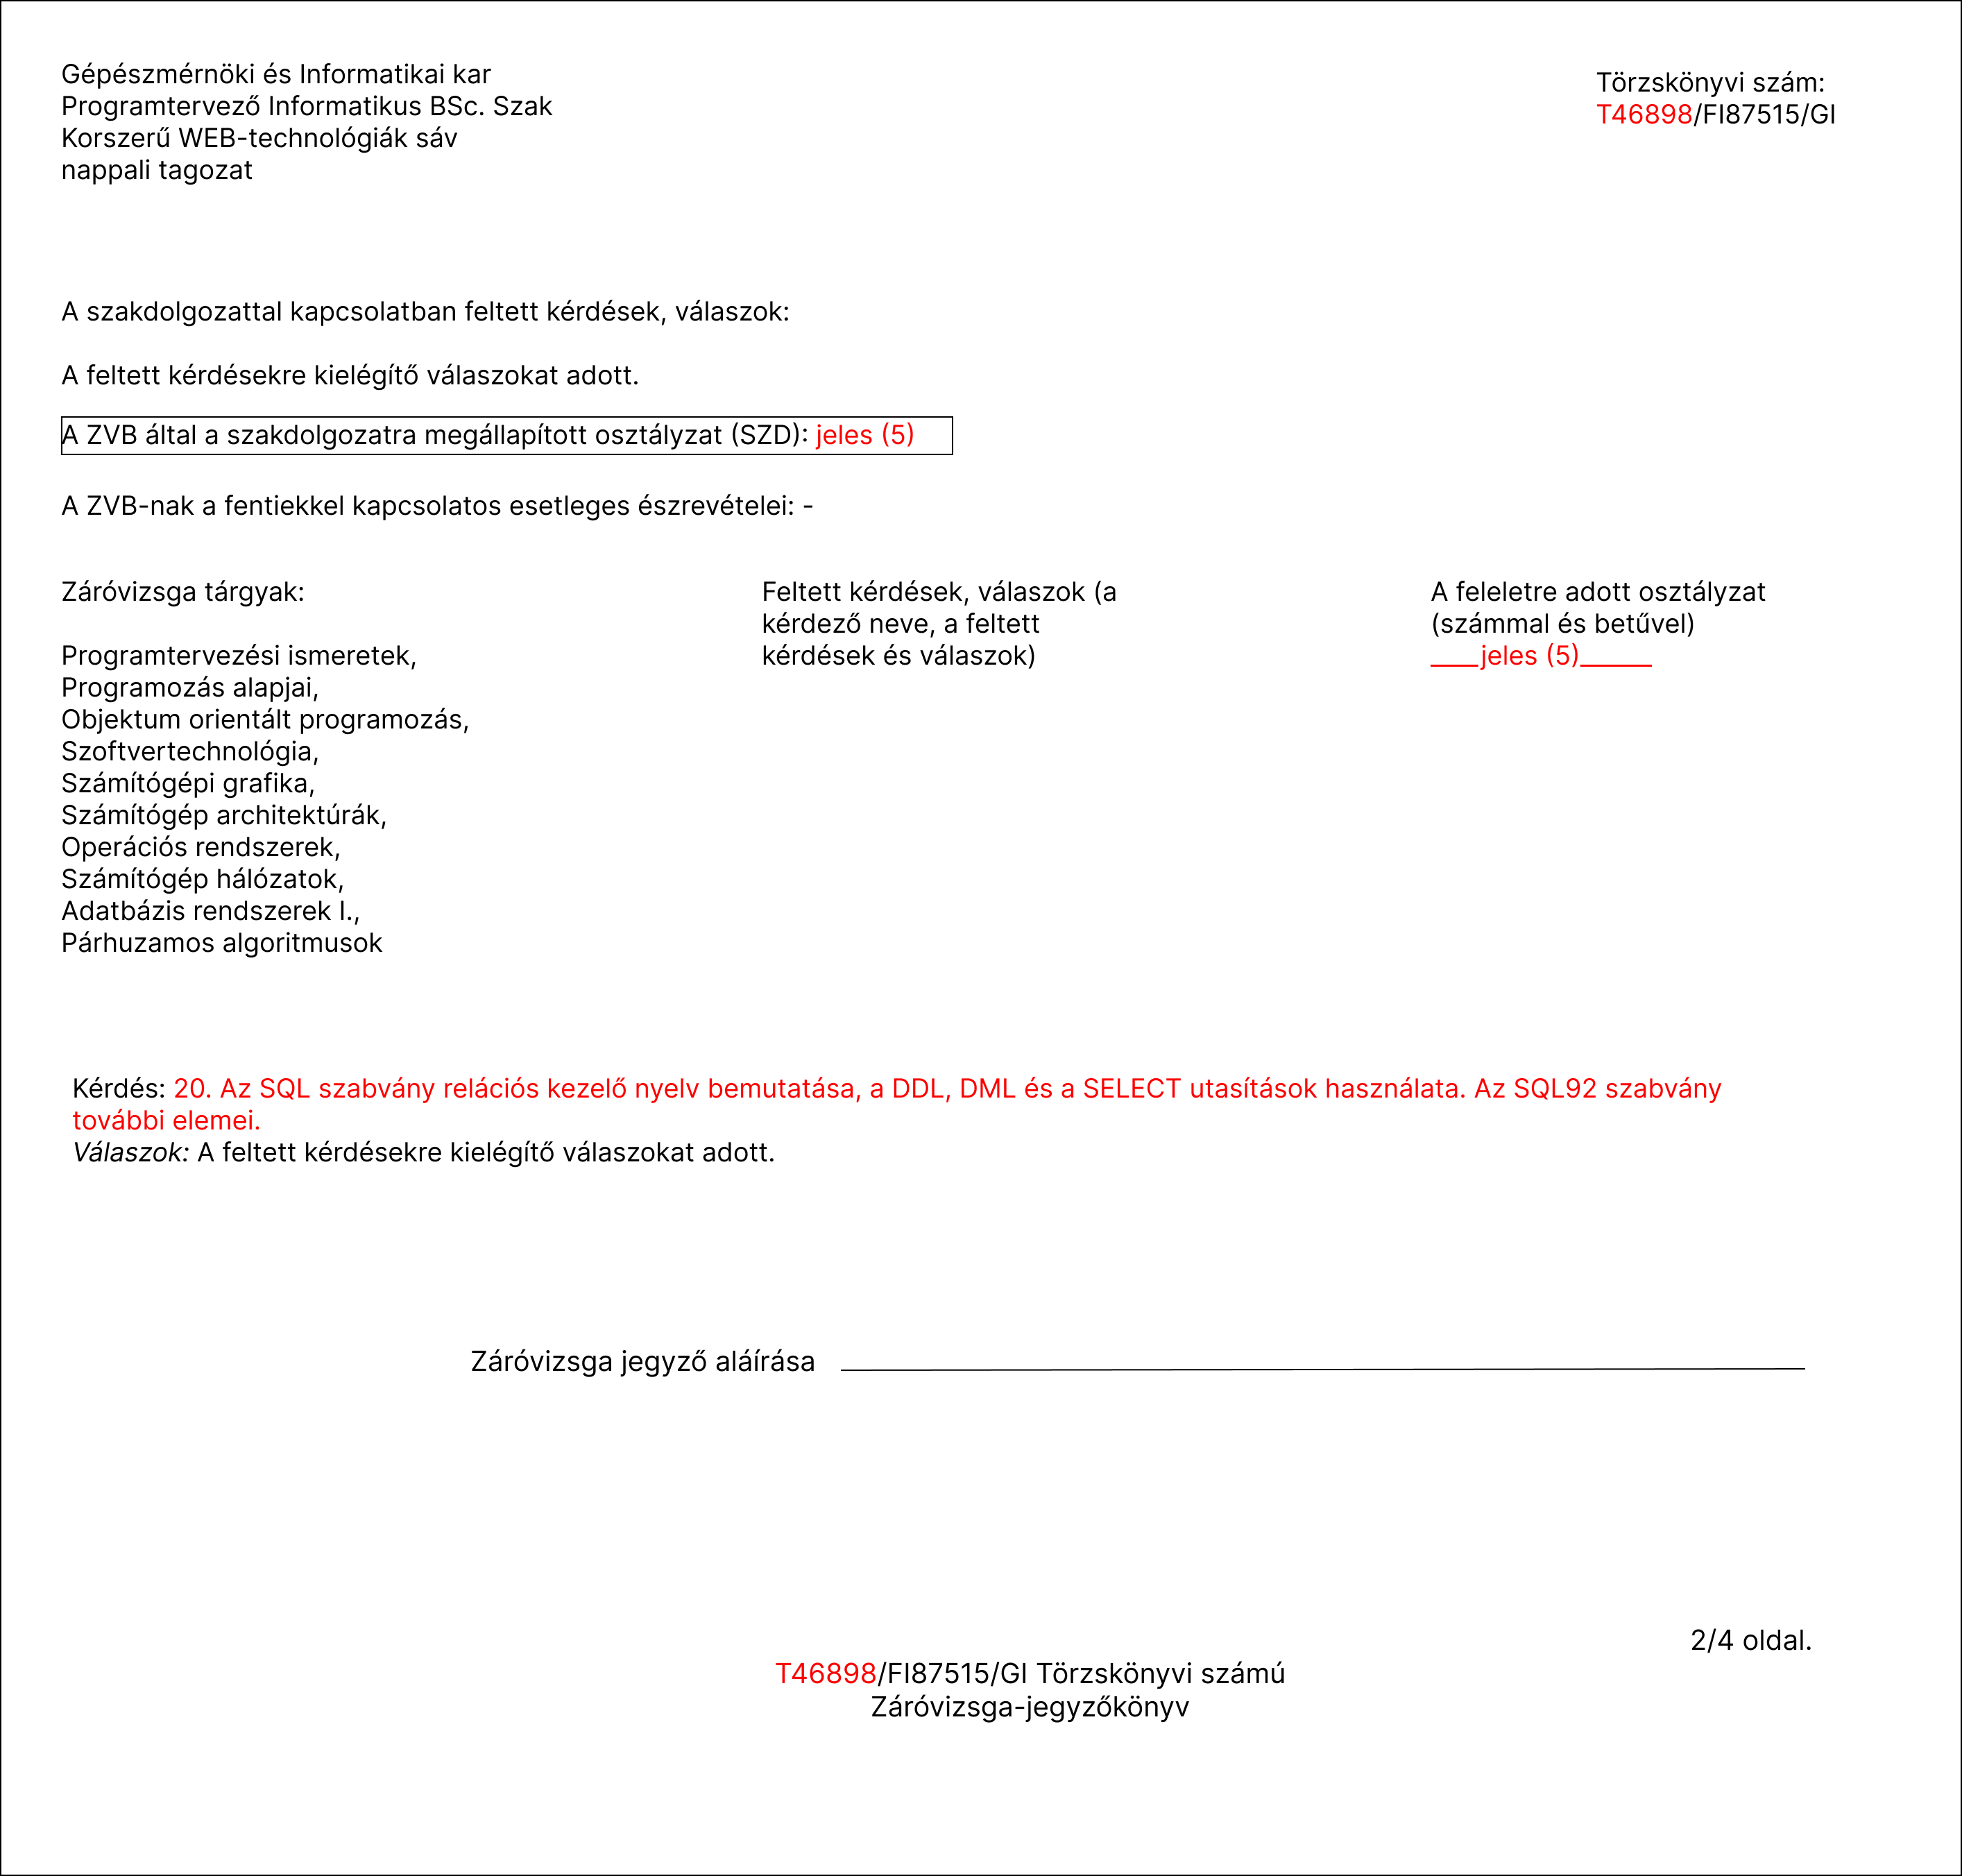 Gépészmérnöki és Informatikai kar
Programtervező Informatikus BSc. Szak
Korszerű WEB-technológiák sáv
nappali tagozat
Törzskönyvi szám:
T46898/FI87515/GI
A szakdolgozattal kapcsolatban feltett kérdések, válaszok:
A feltett kérdésekre kielégítő válaszokat adott.
A ZVB által a szakdolgozatra megállapított osztályzat (SZD): jeles (5)
A ZVB-nak a fentiekkel kapcsolatos esetleges észrevételei: -
Záróvizsga tárgyak:
Programtervezési ismeretek,
Programozás alapjai,
Objektum orientált programozás,
Szoftvertechnológia,
Számítógépi grafika,
Számítógép architektúrák,
Operációs rendszerek,
Számítógép hálózatok,
Adatbázis rendszerek I.,
Párhuzamos algoritmusok
Feltett kérdések, válaszok (a
kérdező neve, a feltett
kérdések és válaszok)
A feleletre adott osztályzat
(számmal és betűvel)
____jeles (5)______
Kérdés: 20. Az SQL szabvány relációs kezelő nyelv bemutatása, a DDL, DML és a SELECT utasítások használata. Az SQL92 szabvány
további elemei.
Válaszok: A feltett kérdésekre kielégítő válaszokat adott.
Záróvizsga jegyző aláírása
2/4 oldal.
T46898/FI87515/GI Törzskönyvi számú
Záróvizsga-jegyzőkönyv